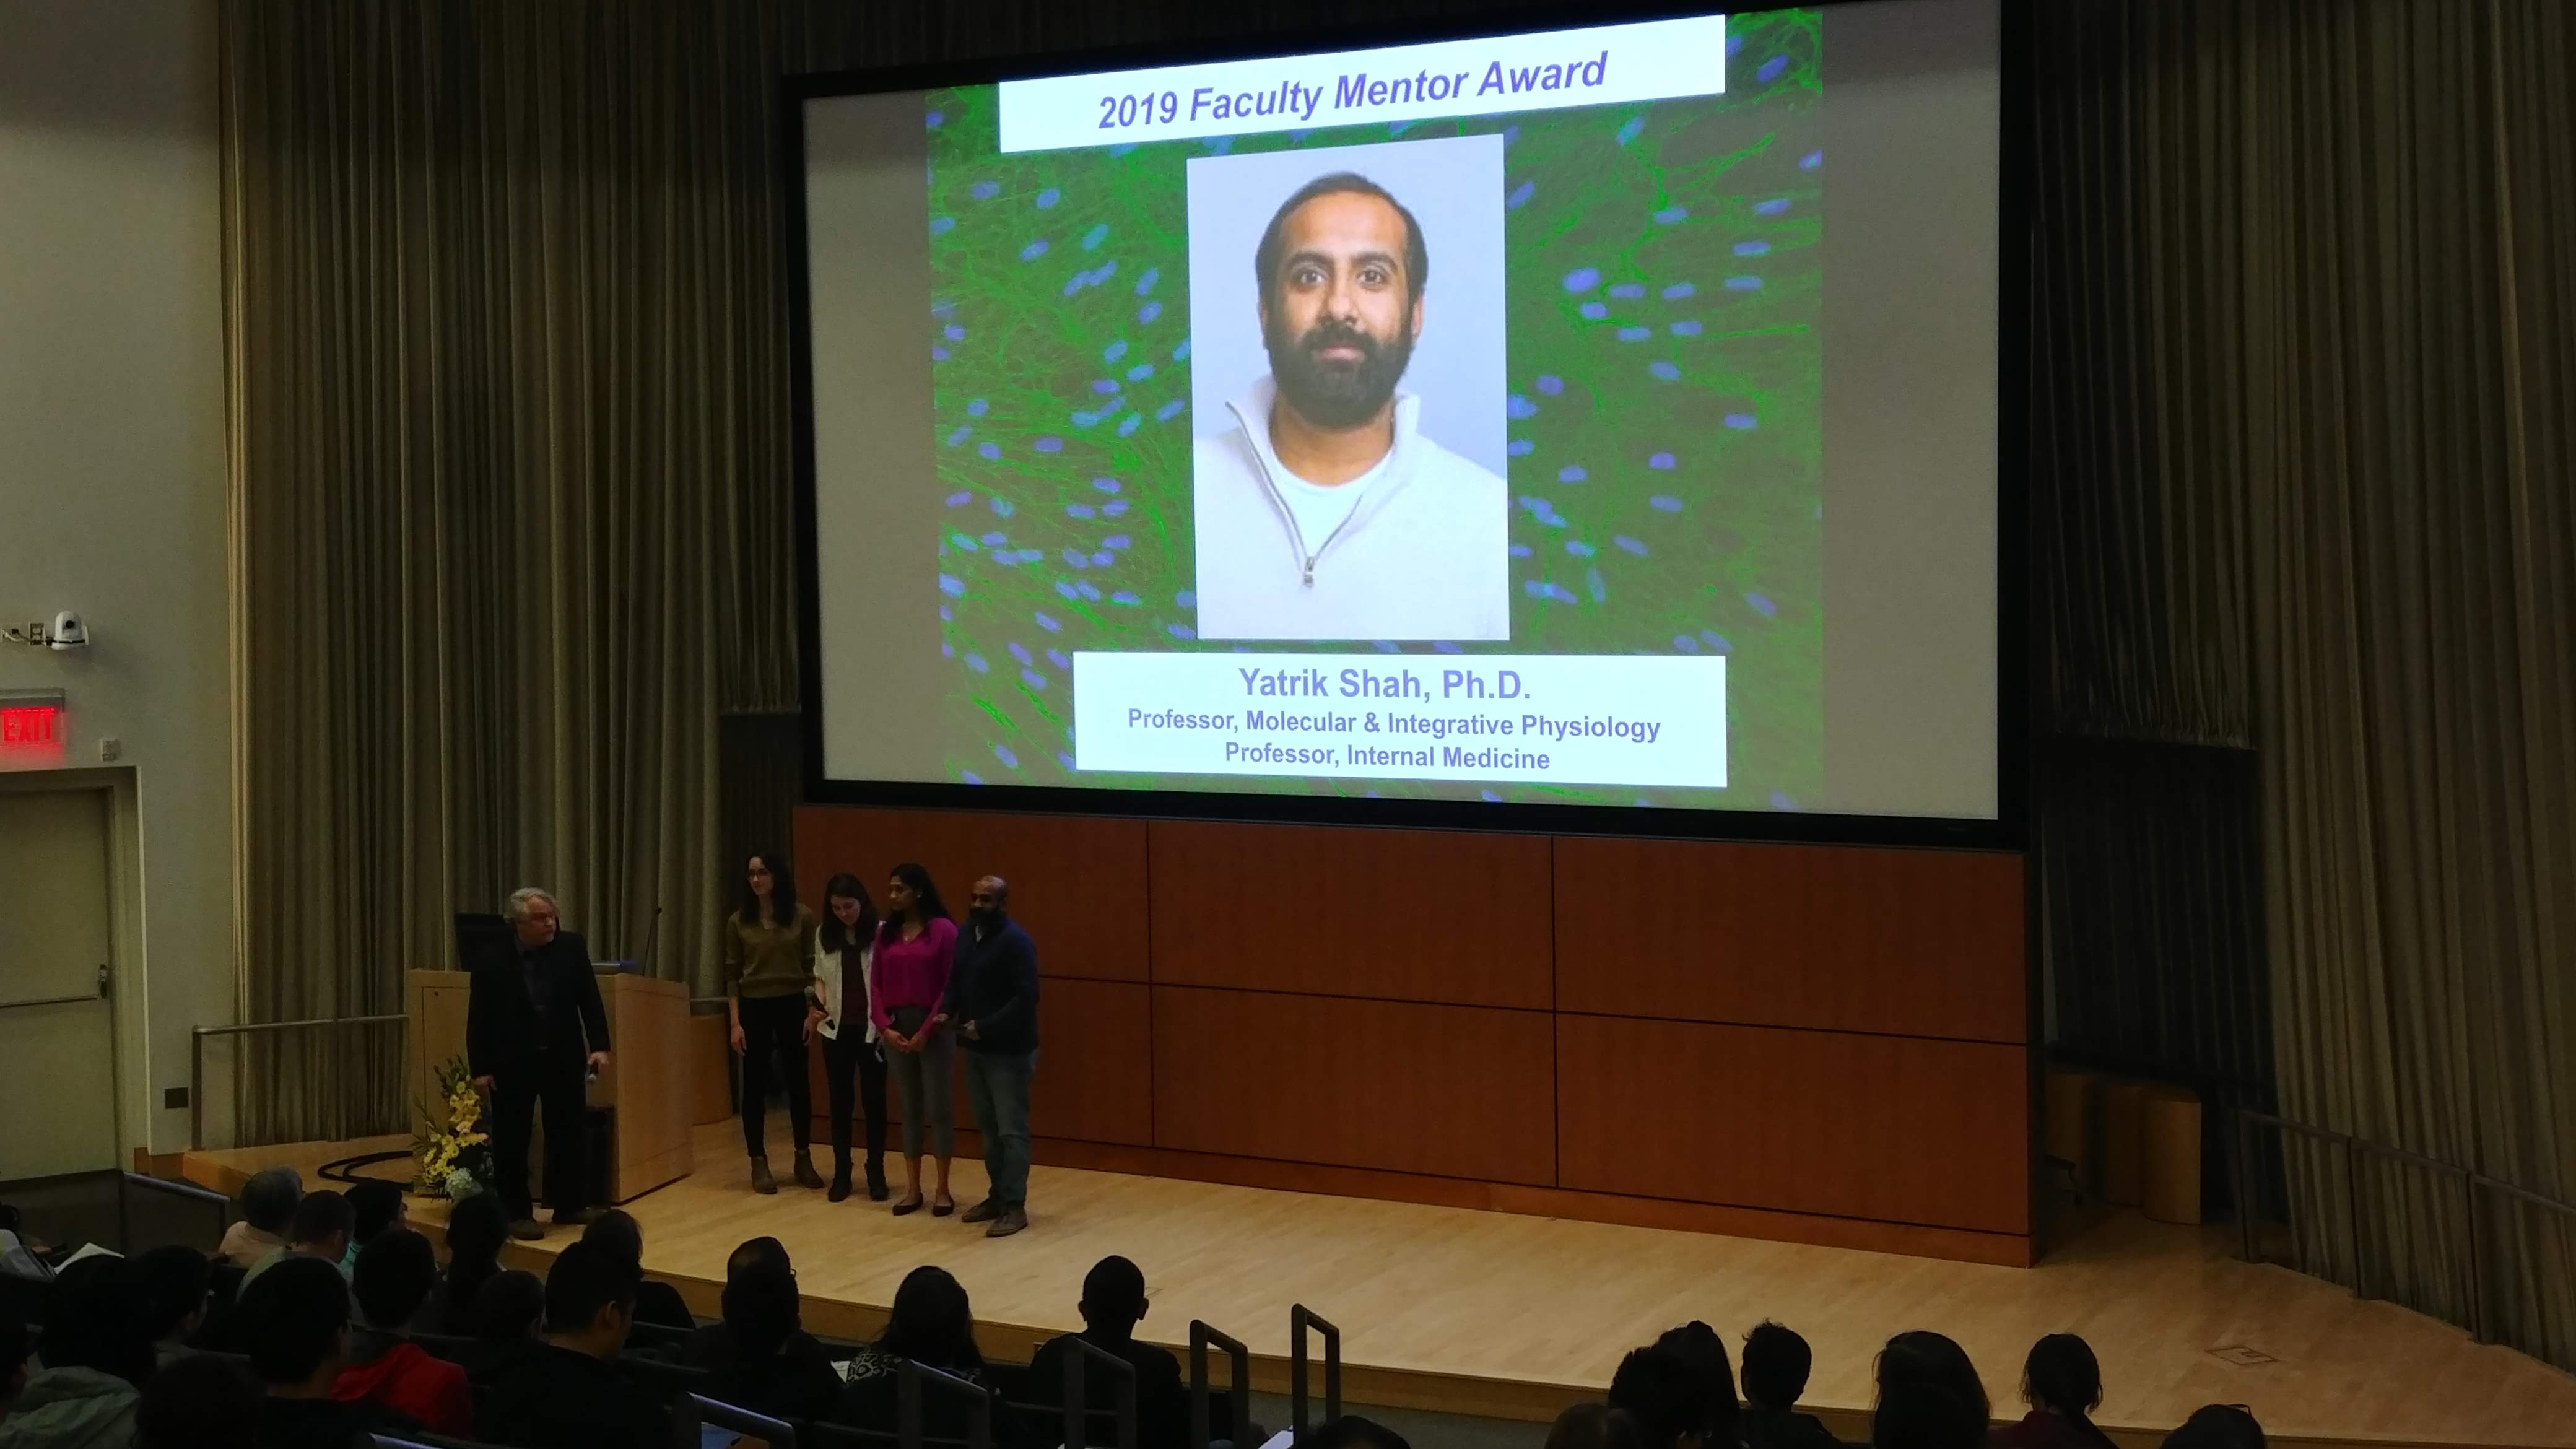 2019 Faculty Mentor Award
Yatrik Shah, Ph.D.
Professor, Molecular & Integrative Physiology
Professor, Internal Medicine
EXIT